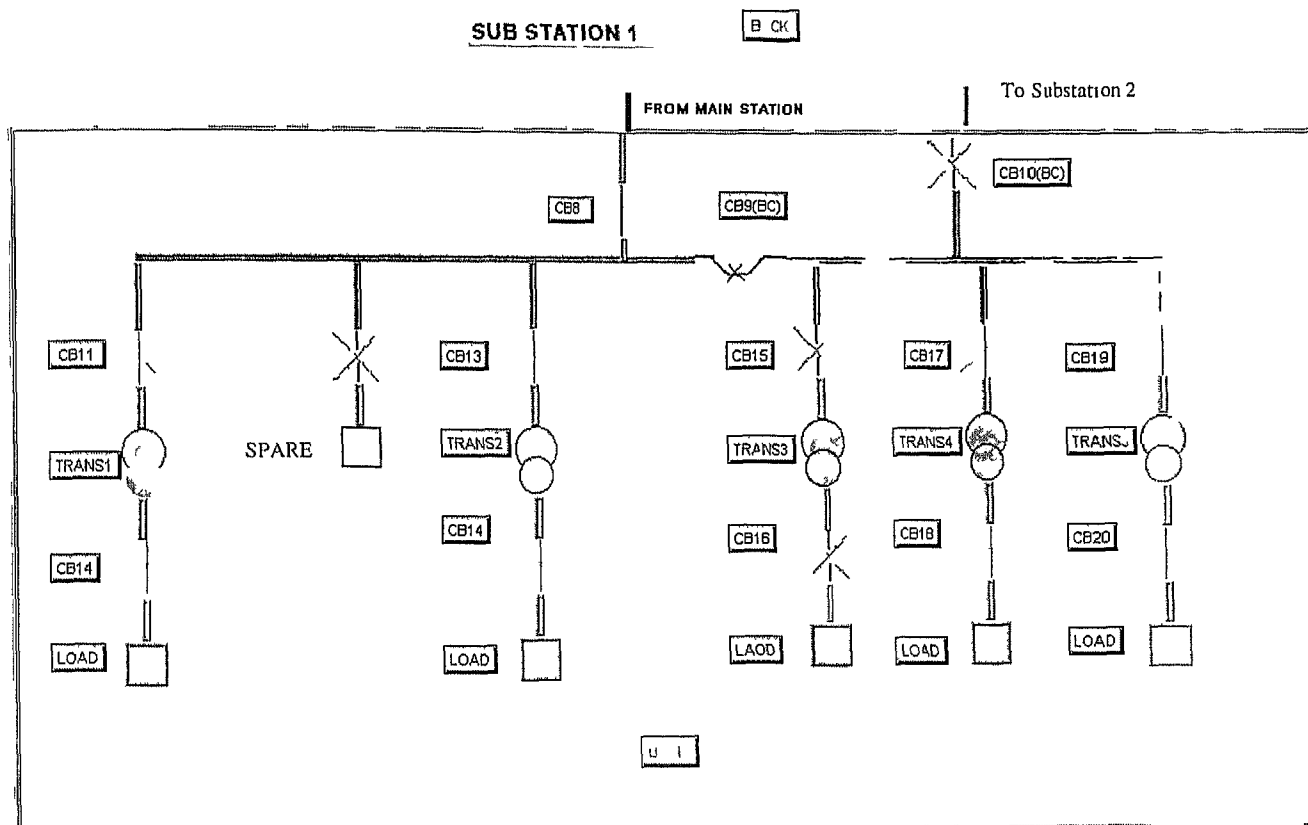 SUB STATION 1
B CK
FROM MAIN STATION
To Substation 2
CB8
CB9(BC)
CB10(BC)
CB11
CB13
CB15
CB17
CB19
TRANS1
SPARE
TRANS2
TRANS3
TRANS4
CB14
CB14
CB16
CB18
CB20
LOAD
LOAD
LAOD
LOAD
LOAD